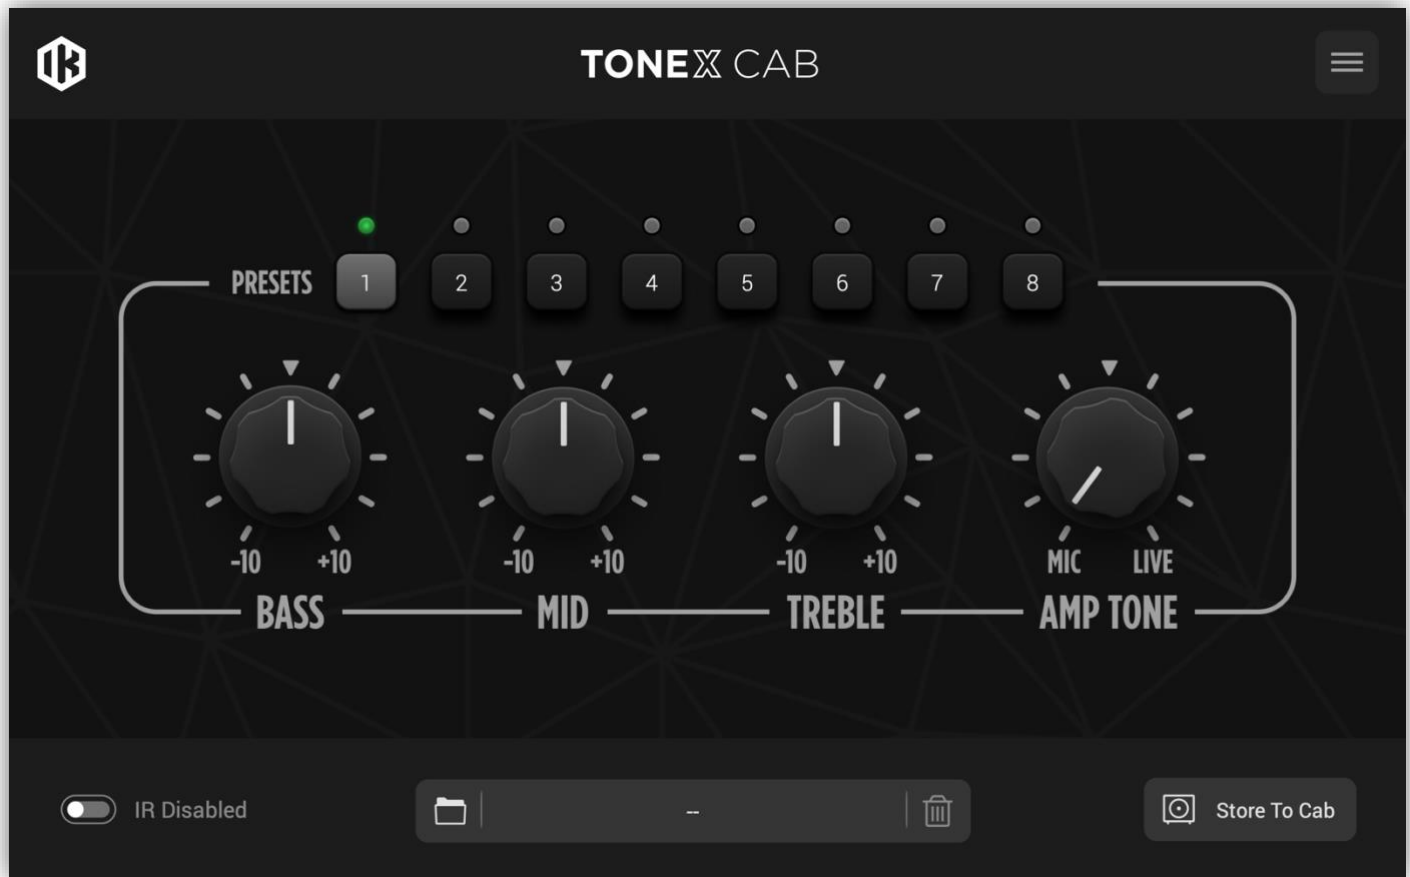 TONEX CAB
PRESETS 1 2 3 4 5 6 7 8
-10 +10 -10 +10 -10 +10 MIC LIVE
BASS MID TREBLE AMP TONE
IR Disabled -- Store To Cab